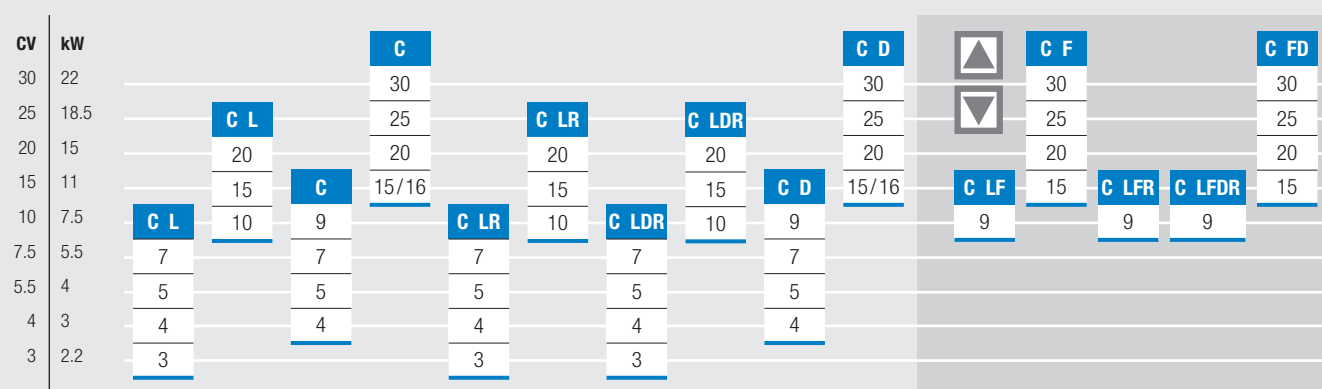 CV kW C C D C F C FD
30 22 30 30 30 30
25 18.5 C L 25 C LR C LDR 25 25 25
20 15 20 20 20 20 20 20 20
15 11 15 C 15/16 15 15 C D 15/16 C LF 15 C LFR C LFDR 15
10 7.5 C L 10 9 C LR 10 C LDR 10 9 9 9 9
7.5 5.5 7 7 7 7 7
5.5 4 5 5 5 5 5
4 3 4 4 4 4 4
3 2.2 3 3 3